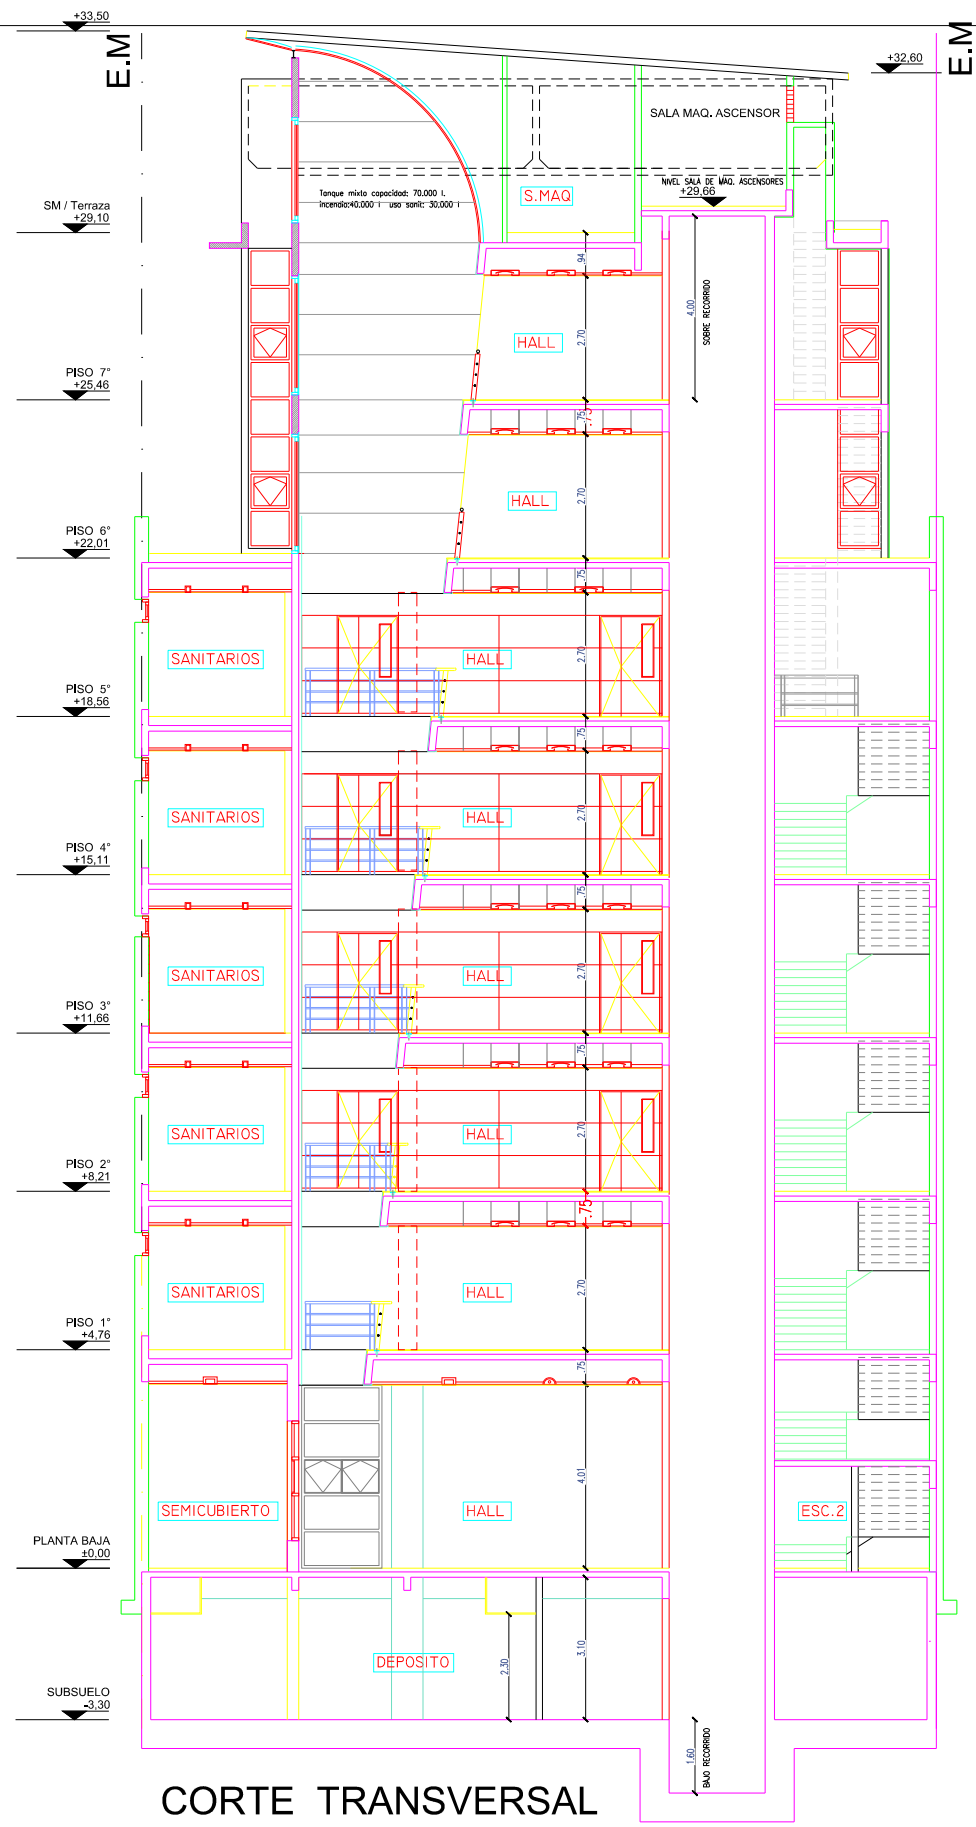 +33,50
E.M
E.M
+32,60
SALA MAQ. ASCENSOR
Tanque mixto capacidad: 70.000 l.
incendio:40.000 l uso sanit: 30.000 l
S.MAQ
NIVEL SALA DE MAQ. ASCENSORES
29,66
SM / Terraza
+29,10
.94
4.00
SOBRE RECORRIDO
HALL
2.70
PISO 7°
+25,46
.75
.75
HALL
2.70
PISO 6°
+22,01
.75
SANITARIOS
HALL
2.70
PISO 5°
+18,56
.75
SANITARIOS
HALL
2.70
PISO 4°
+15,11
.75
SANITARIOS
HALL
2.70
PISO 3°
+11,66
.75
SANITARIOS
HALL
2.70
PISO 2°
+8,21
.75
SANITARIOS
HALL
2.70
PISO 1°
+4,76
.75
4.01
SEMICUBIERTO
HALL
ESC.2
PLANTA BAJA
±0,00
DEPOSITO
2.30
3.10
SUBSUELO
-3,30
1.60
BAJO RECORRIDO
CORTE TRANSVERSAL